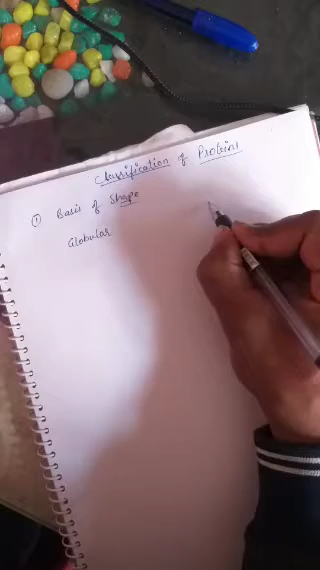 Classification of Proteins
① Basis of Shape
Globular